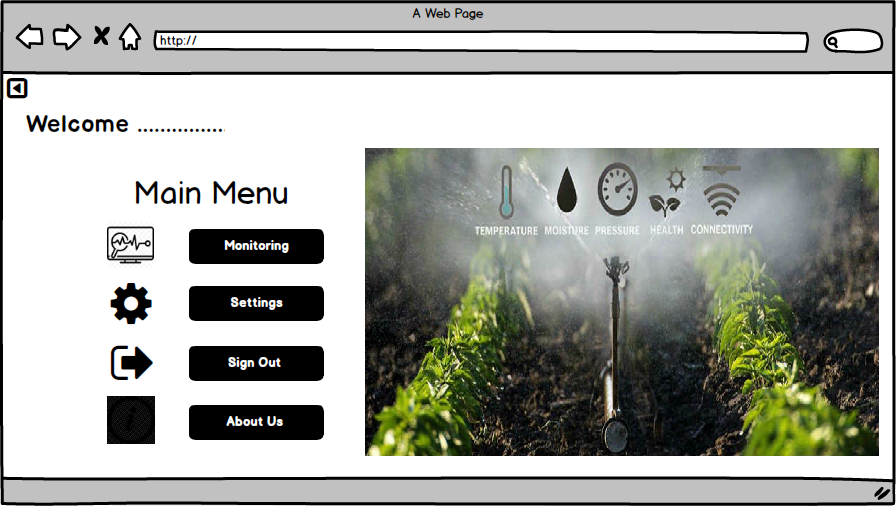 A Web Page
http://
Welcome ...............
Main Menu
Monitoring
Settings
Sign Out
About Us
TEMPERATURE MOISTURE PRESSURE HEALTH CONNECTIVITY